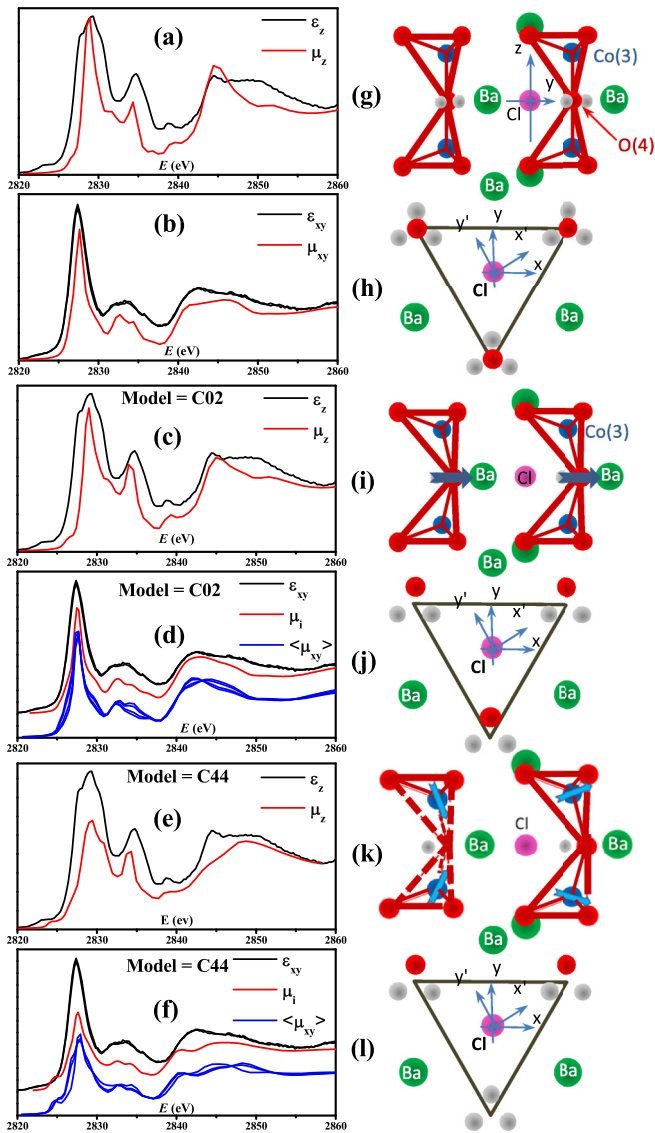 (a)
ε_z
μ_z
2820 2830 2840 2850 2860
E (eV)
(b)
ε_xy
μ_xy
2820 2830 2840 2850 2860
E (eV)
Model = C02
(c)
ε_z
μ_z
2820 2830 2840 2850 2860
E (eV)
Model = C02
(d)
ε_xy
μ_i
<μ_xy>
2820 2830 2840 2850 2860
E (eV)
Model = C44
(e)
ε_z
μ_z
2820 2830 2840 2850 2860
E (ev)
Model = C44
(f)
ε_xy
μ_i
<μ_xy>
2820 2830 2840 2850 2860
E (eV)
(g)
z
Co(3)
y
Ba
Ba
Cl
O(4)
Ba
(h)
y' y x'
x
Cl
Ba
Ba
(i)
Co(3)
Ba
Cl
Ba
Ba
(j)
y' y x'
x
Cl
Ba
Ba
(k)
Cl
Ba
Ba
Ba
(l)
y' y x'
x
Cl
Ba
Ba